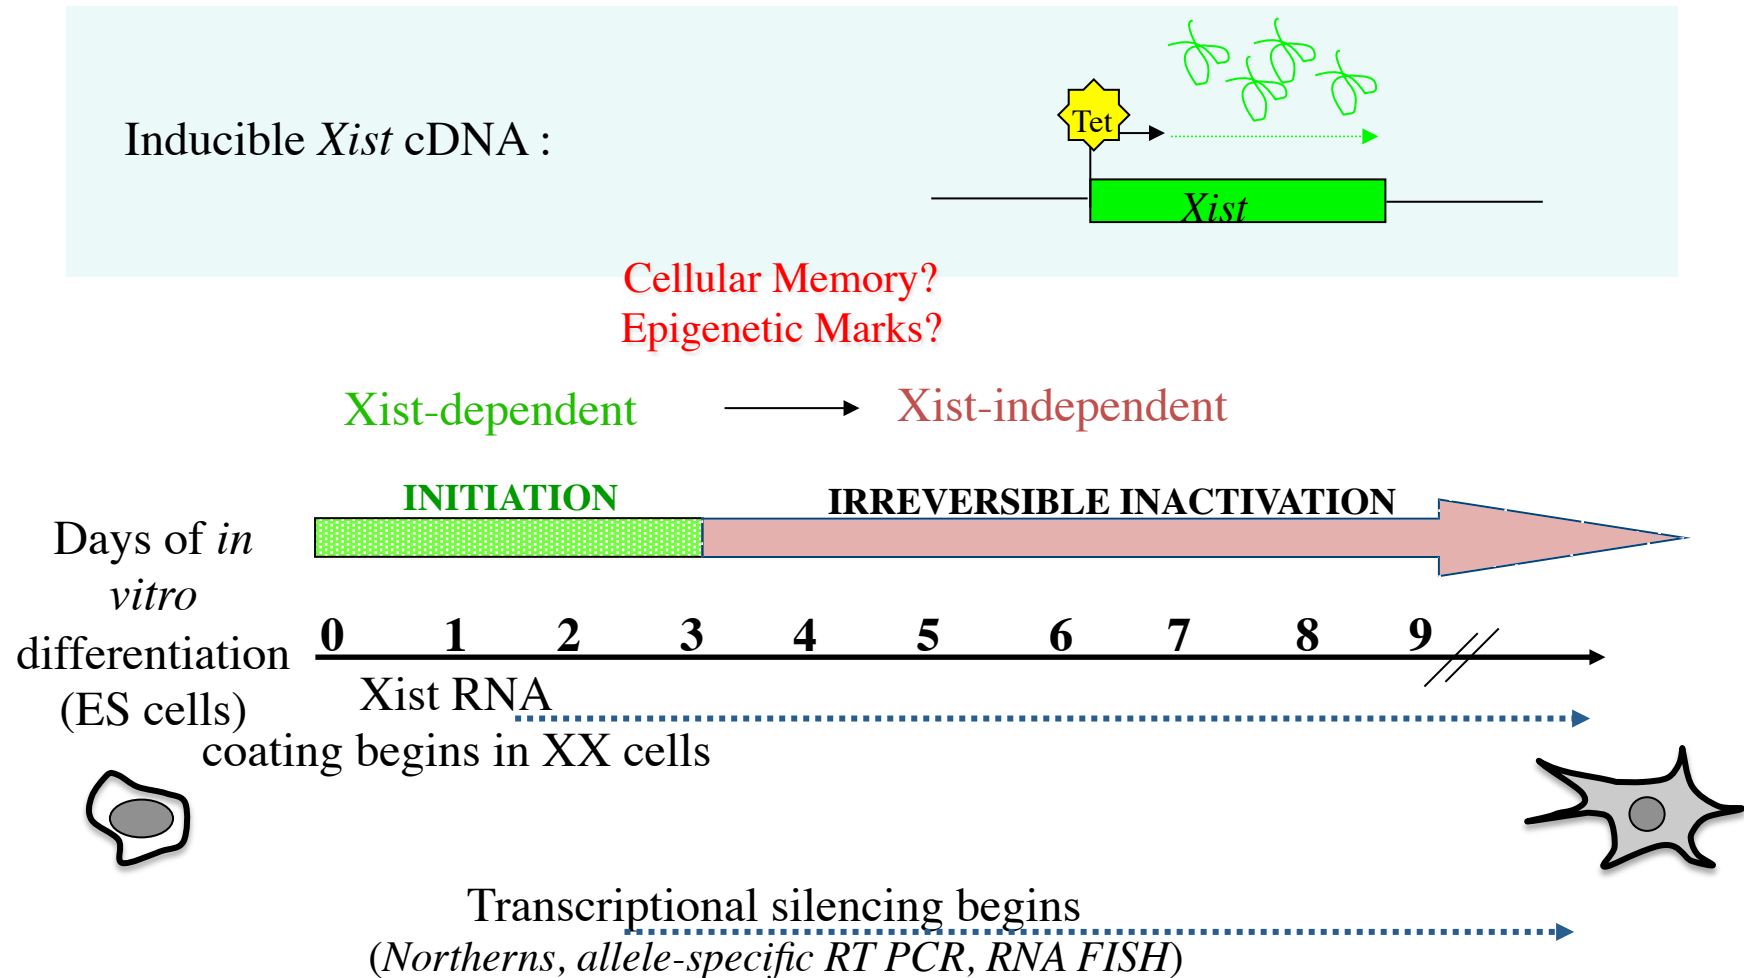 Tet
Inducible Xist cDNA :
Xist
Cellular Memory?
Epigenetic Marks?
Xist-dependent
Xist-independent
INITIATION
IRREVERSIBLE INACTIVATION
Days of in
vitro
differentiation
(ES cells)
0 1 2 3 4 5 6 7 8 9
Xist RNA
coating begins in XX cells
Transcriptional silencing begins
(Northerns, allele-specific RT PCR, RNA FISH)